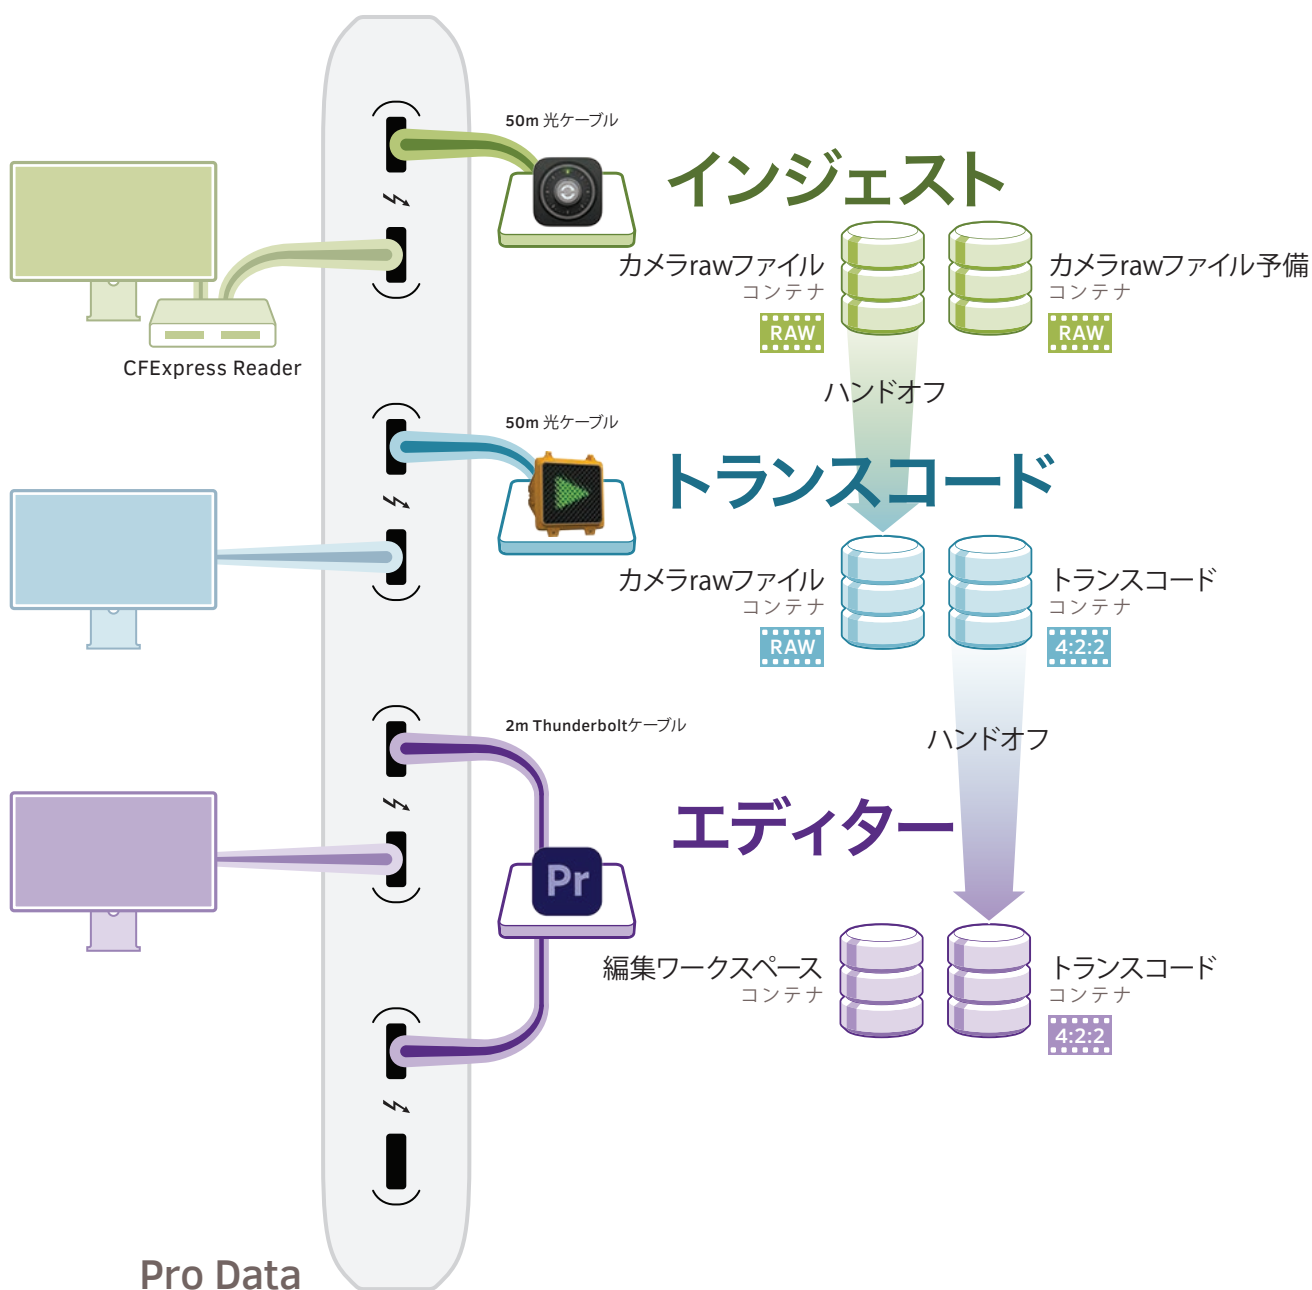 50m 光ケーブル
インジェスト
カメラrawファイル
コンテナ
RAW
カメラrawファイル予備
コンテナ
RAW
CFExpress Reader
ハンドオフ
50m 光ケーブル
トランスコード
カメラrawファイル
コンテナ
RAW
トランスコード
コンテナ
4:2:2
2m Thunderboltケーブル
ハンドオフ
エディター
Pr
編集ワークスペース
コンテナ
トランスコード
コンテナ
4:2:2
Pro Data